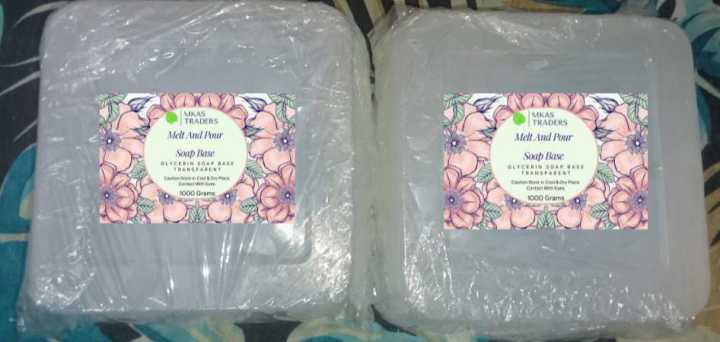 MKAS
TRADERS
Melt And Pour
Soap Base
GLYCERIN SOAP BASE
TRANSPARENT
Caution:Store in Cool & Dry Place.
Contact With Eyes.
1000 Grams
MKAS
TRADERS
Melt And Pour
Soap Base
GLYCERIN SOAP BASE
TRANSPARENT
Caution:Store in Cool & Dry Place.
Contact With Eyes.
1000 Grams